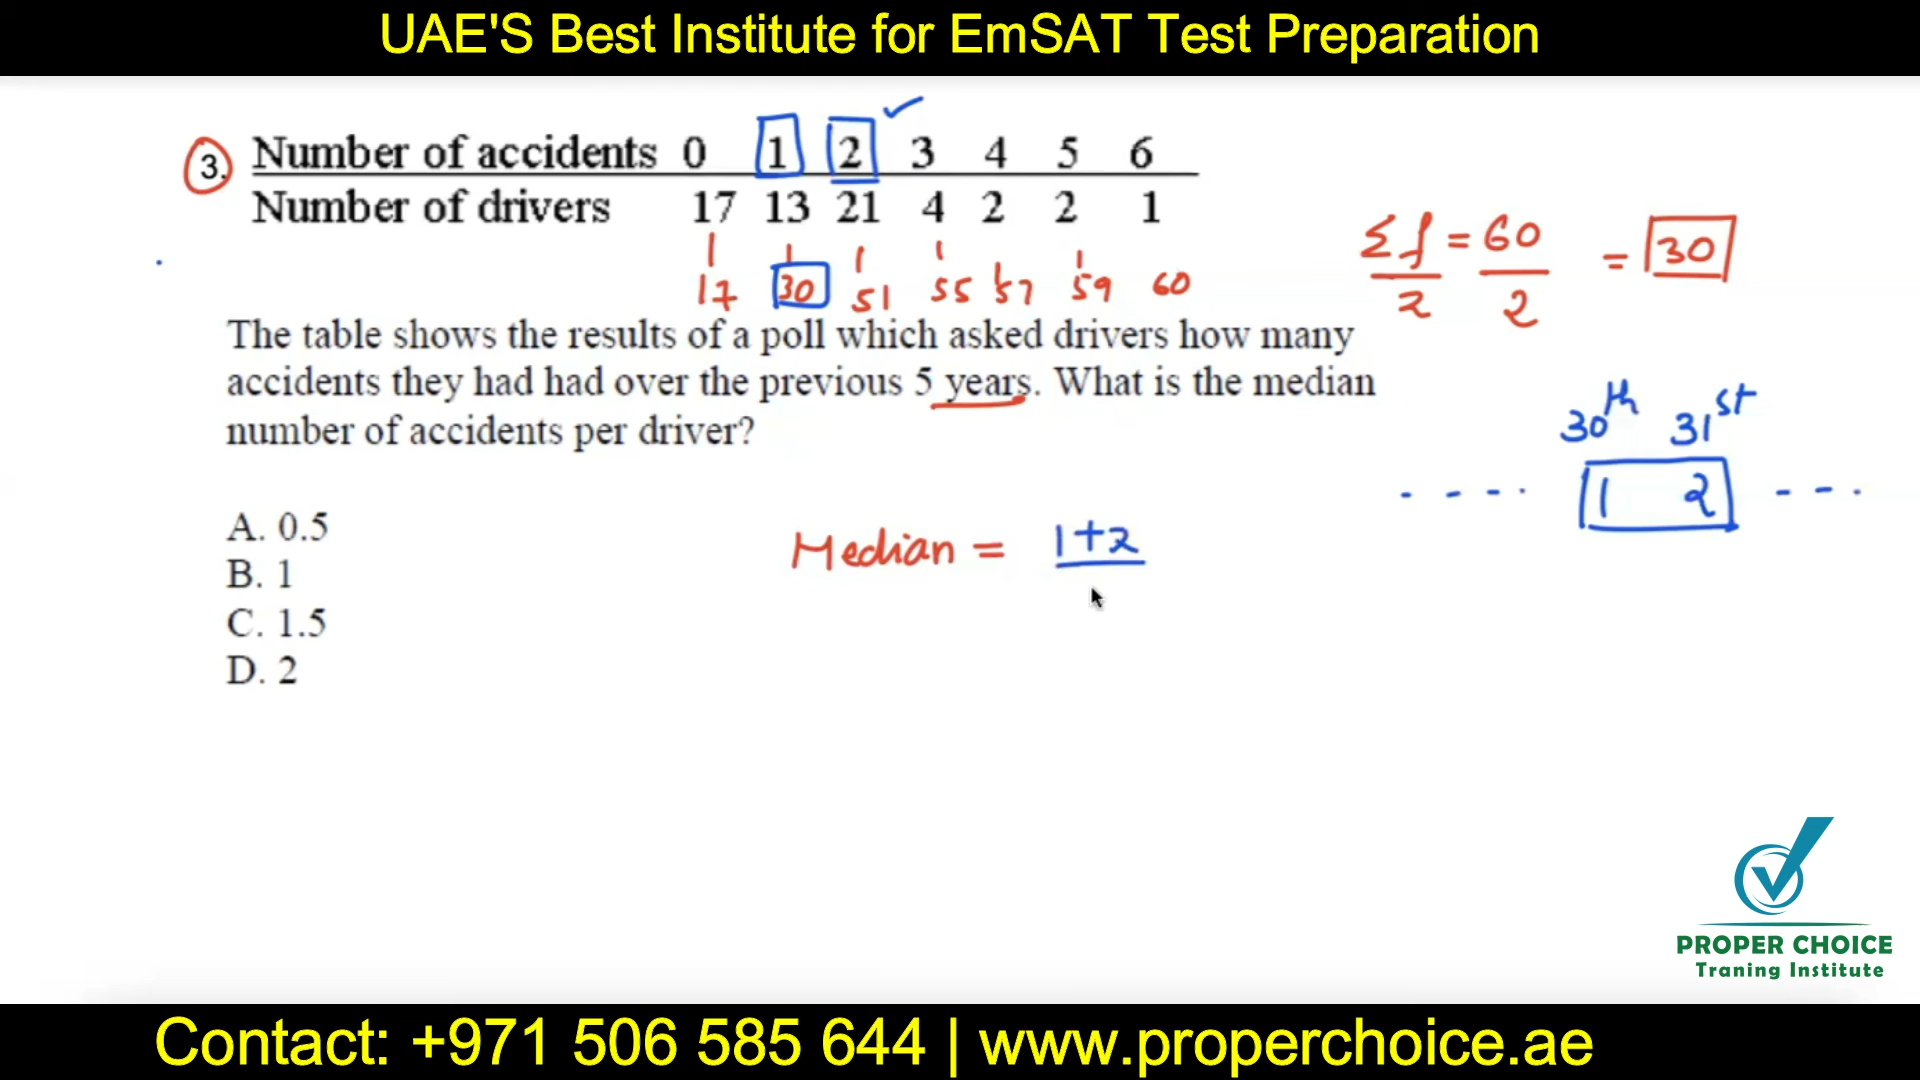 UAE'S Best Institute for EmSAT Test Preparation
3. Number of accidents 0 1 2 3 4 5 6
Number of drivers 17 13 21 4 2 2 1
17 30 51 55 57 59 60
Σf/2 = 60/2 = 30
The table shows the results of a poll which asked drivers how many
accidents they had had over the previous 5 years. What is the median
number of accidents per driver?
30th 31st
---- 1 2 ---
A. 0.5
B. 1
C. 1.5
D. 2
Median = 1+2
PROPER CHOICE
Traning Institute
Contact: +971 506 585 644 | www.properchoice.ae